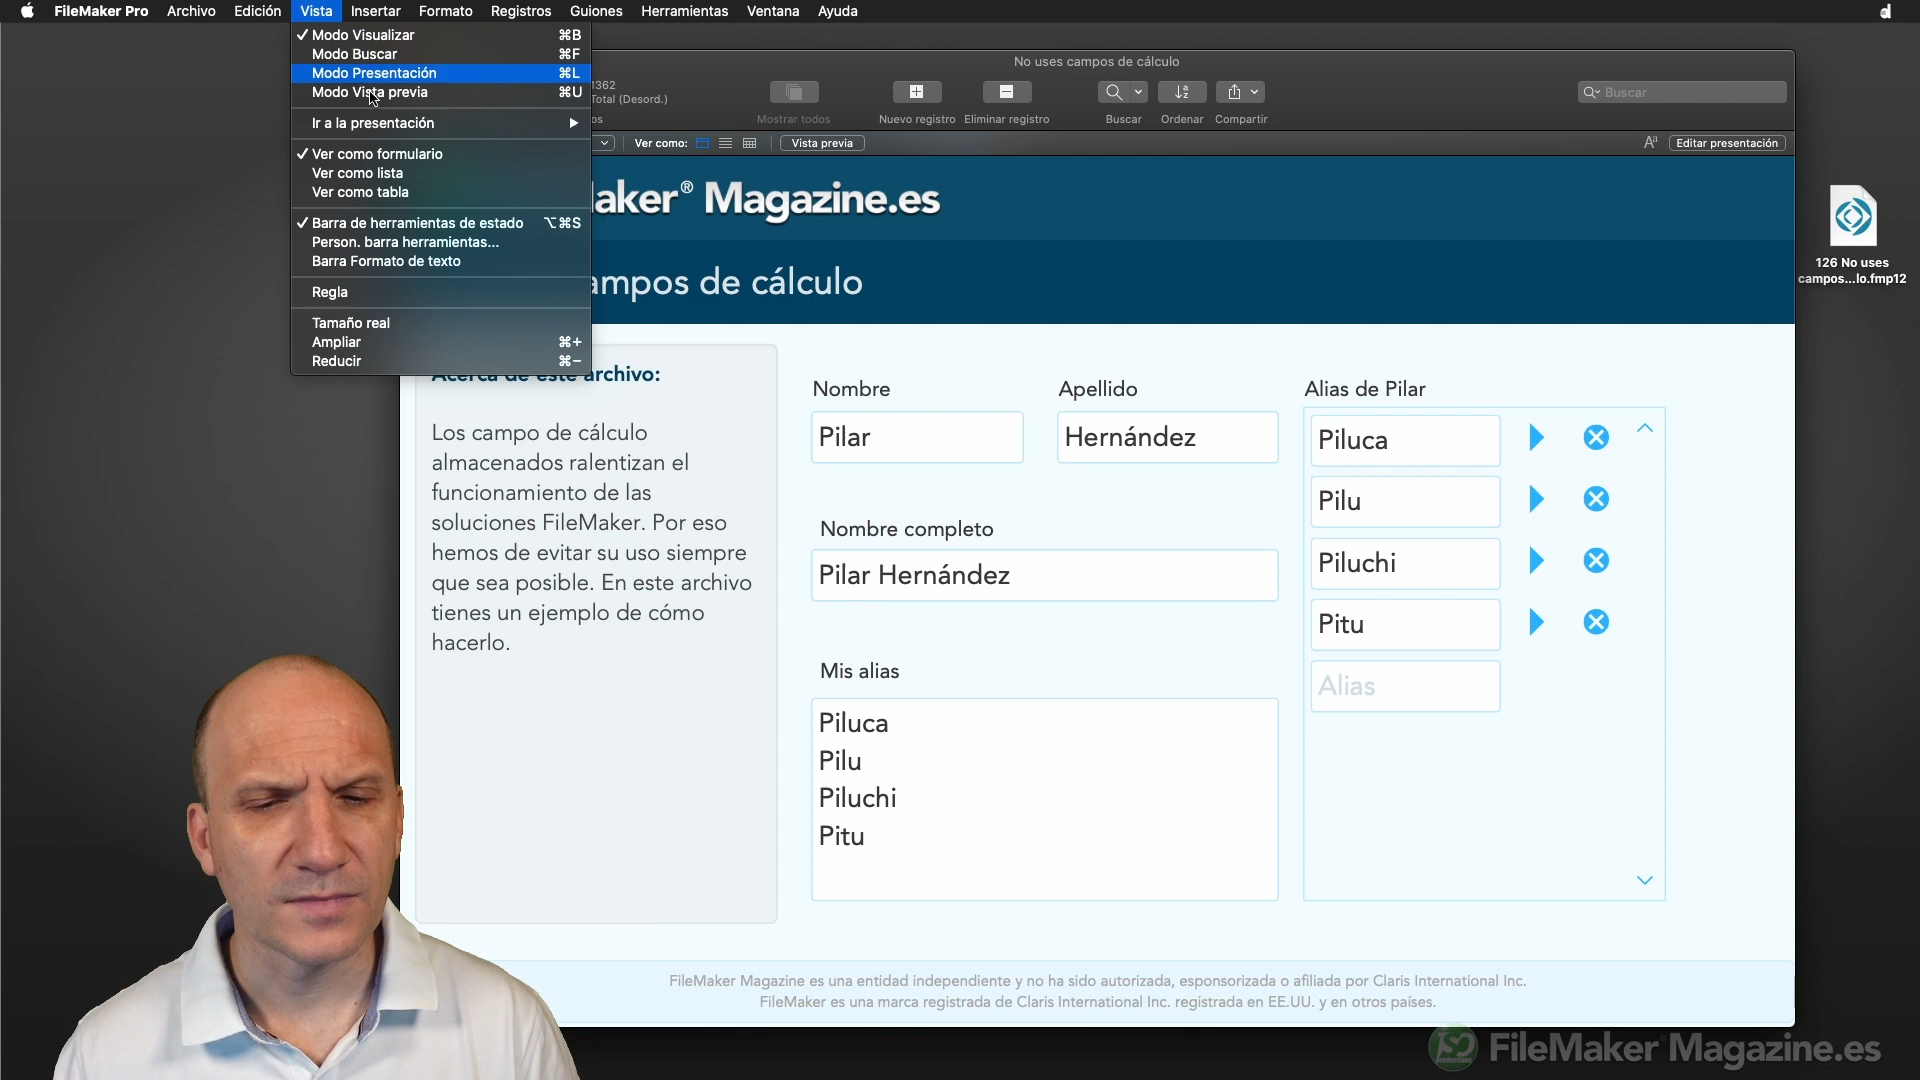 FileMaker Pro Archivo Edición Vista Insertar Formato Registros Guiones Herramientas Ventana Ayuda
✓ Modo Visualizar ⌘B
Modo Buscar ⌘F
Modo Presentación ⌘L
Modo Vista previa ⌘U
Ir a la presentación ▶
✓ Ver como formulario
Ver como lista
Ver como tabla
✓ Barra de herramientas de estado ⌥⌘S
Person. barra herramientas...
Barra Formato de texto
Regla
Tamaño real
Ampliar ⌘+
Reducir ⌘−
No uses campos de cálculo
1362
Total (Desord.)
os
Mostrar todos
Nuevo registro
Eliminar registro
Buscar
Ordenar
Compartir
Buscar
Ver como:
Vista previa
Aa
Editar presentación
aker® Magazine.es
ampos de cálculo
126 No uses
campos...lo.fmp12
Acerca de este archivo:
Los campo de cálculo
almacenados ralentizan el
funcionamiento de las
soluciones FileMaker. Por eso
hemos de evitar su uso siempre
que sea posible. En este archivo
tienes un ejemplo de cómo
hacerlo.
Nombre
Pilar
Apellido
Hernández
Nombre completo
Pilar Hernández
Mis alias
Piluca
Pilu
Piluchi
Pitu
Alias de Pilar
Piluca
Pilu
Piluchi
Pitu
Alias
FileMaker Magazine es una entidad independiente y no ha sido autorizada, esponsorizada o afiliada por Claris International Inc.
FileMaker es una marca registrada de Claris International Inc. registrada en EE.UU. y en otros países.
FileMaker Magazine.es